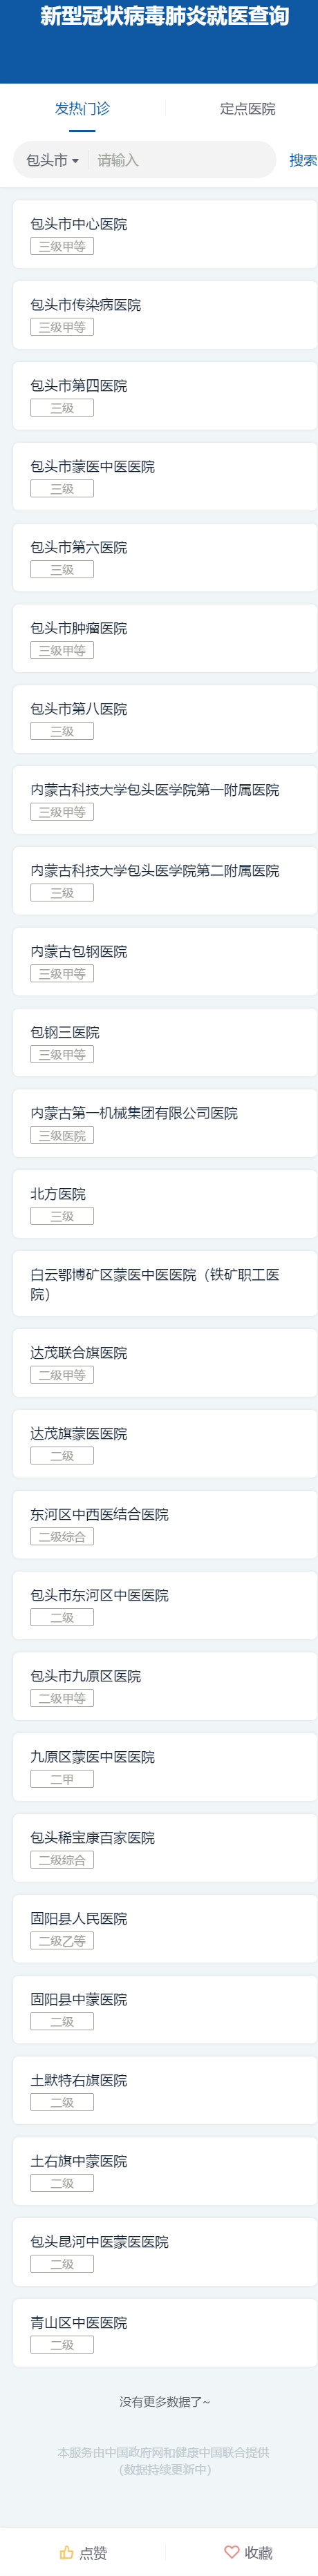 新型冠状病毒肺炎就医查询
发热门诊
定点医院
包头市
请输入
搜索
包头市中心医院
三级甲等
包头市传染病医院
三级甲等
包头市第四医院
三级
包头市蒙医中医医院
三级
包头市第六医院
三级
包头市肿瘤医院
三级甲等
包头市第八医院
三级
内蒙古科技大学包头医学院第一附属医院
三级甲等
内蒙古科技大学包头医学院第二附属医院
三级
内蒙古包钢医院
三级甲等
包钢三医院
三级甲等
内蒙古第一机械集团有限公司医院
三级医院
北方医院
三级
白云鄂博矿区蒙医中医医院（铁矿职工医
院）
达茂联合旗医院
二级甲等
达茂旗蒙医医院
二级
东河区中西医结合医院
二级综合
包头市东河区中医医院
二级
包头市九原区医院
二级甲等
九原区蒙医中医医院
二甲
包头稀宝康百家医院
二级综合
固阳县人民医院
二级乙等
固阳县中蒙医院
二级
土默特右旗医院
二级
土右旗中蒙医院
二级
包头昆河中医蒙医医院
二级
青山区中医医院
二级
没有更多数据了~
本服务由中国政府网和健康中国联合提供
（数据持续更新中）
点赞
收藏